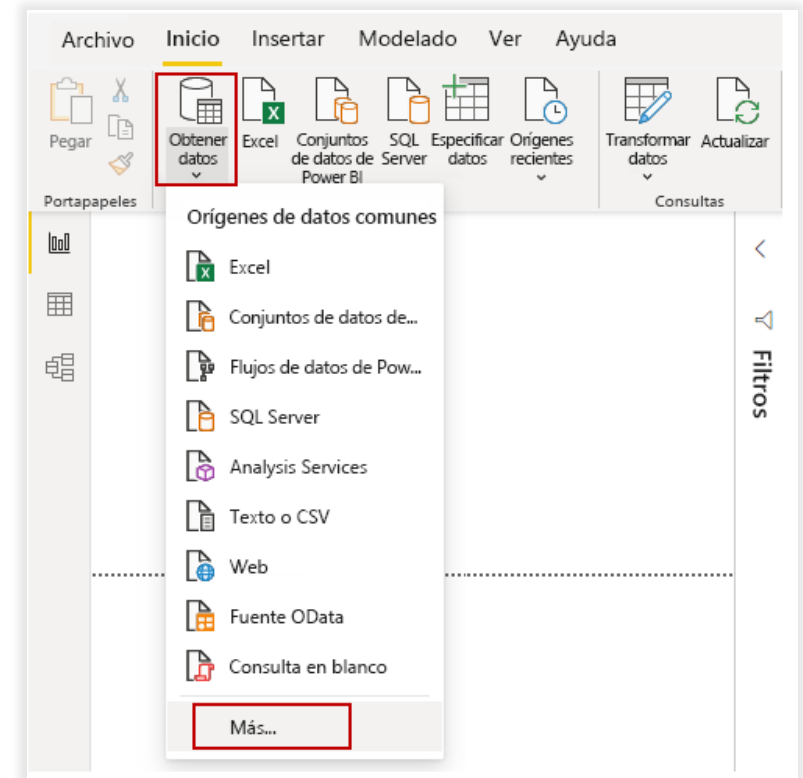 Archivo Inicio Insertar Modelado Ver Ayuda
Pegar Obtener Excel Conjuntos SQL Especificar Orígenes Transformar Actualizar
datos de datos de Server datos recientes datos
Power BI
Portapapeles Consultas
Orígenes de datos comunes
Excel
Conjuntos de datos de...
Flujos de datos de Pow...
SQL Server
Analysis Services
Texto o CSV
Web
Fuente OData
Consulta en blanco
Más...
Filtros